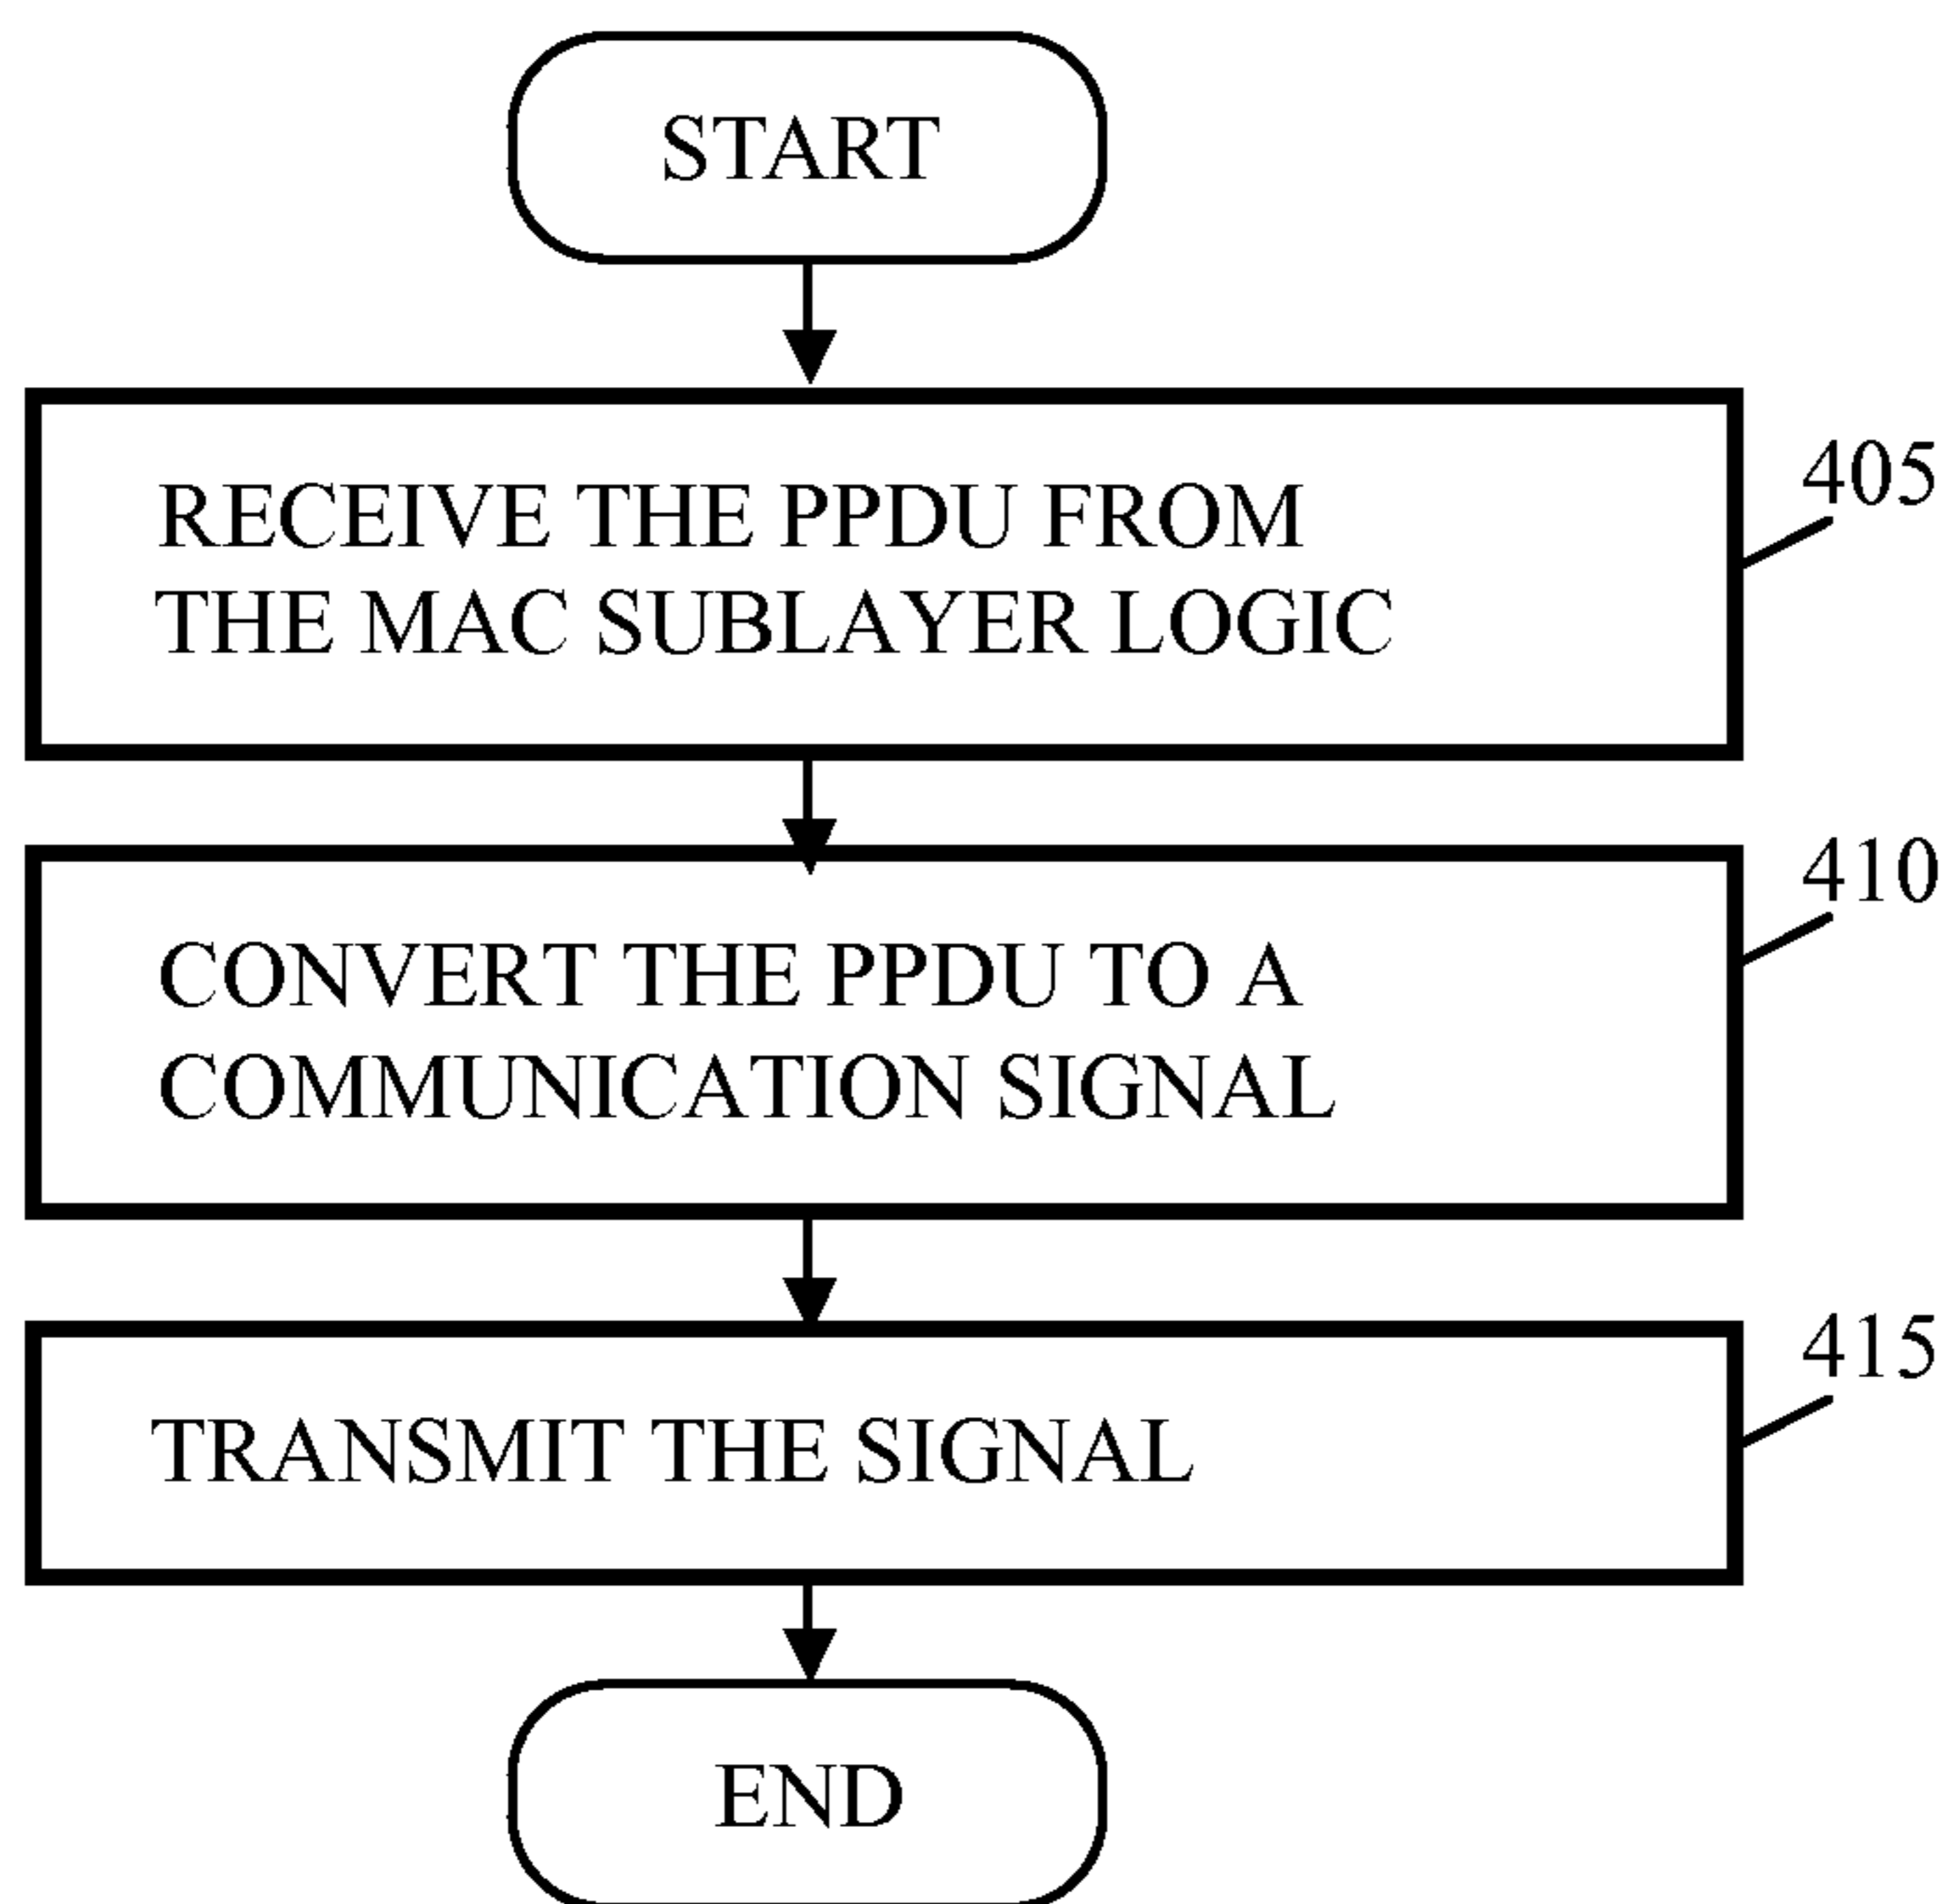 START
RECEIVE THE PPDU FROM
THE MAC SUBLAYER LOGIC
405
CONVERT THE PPDU TO A
COMMUNICATION SIGNAL
410
TRANSMIT THE SIGNAL
415
END